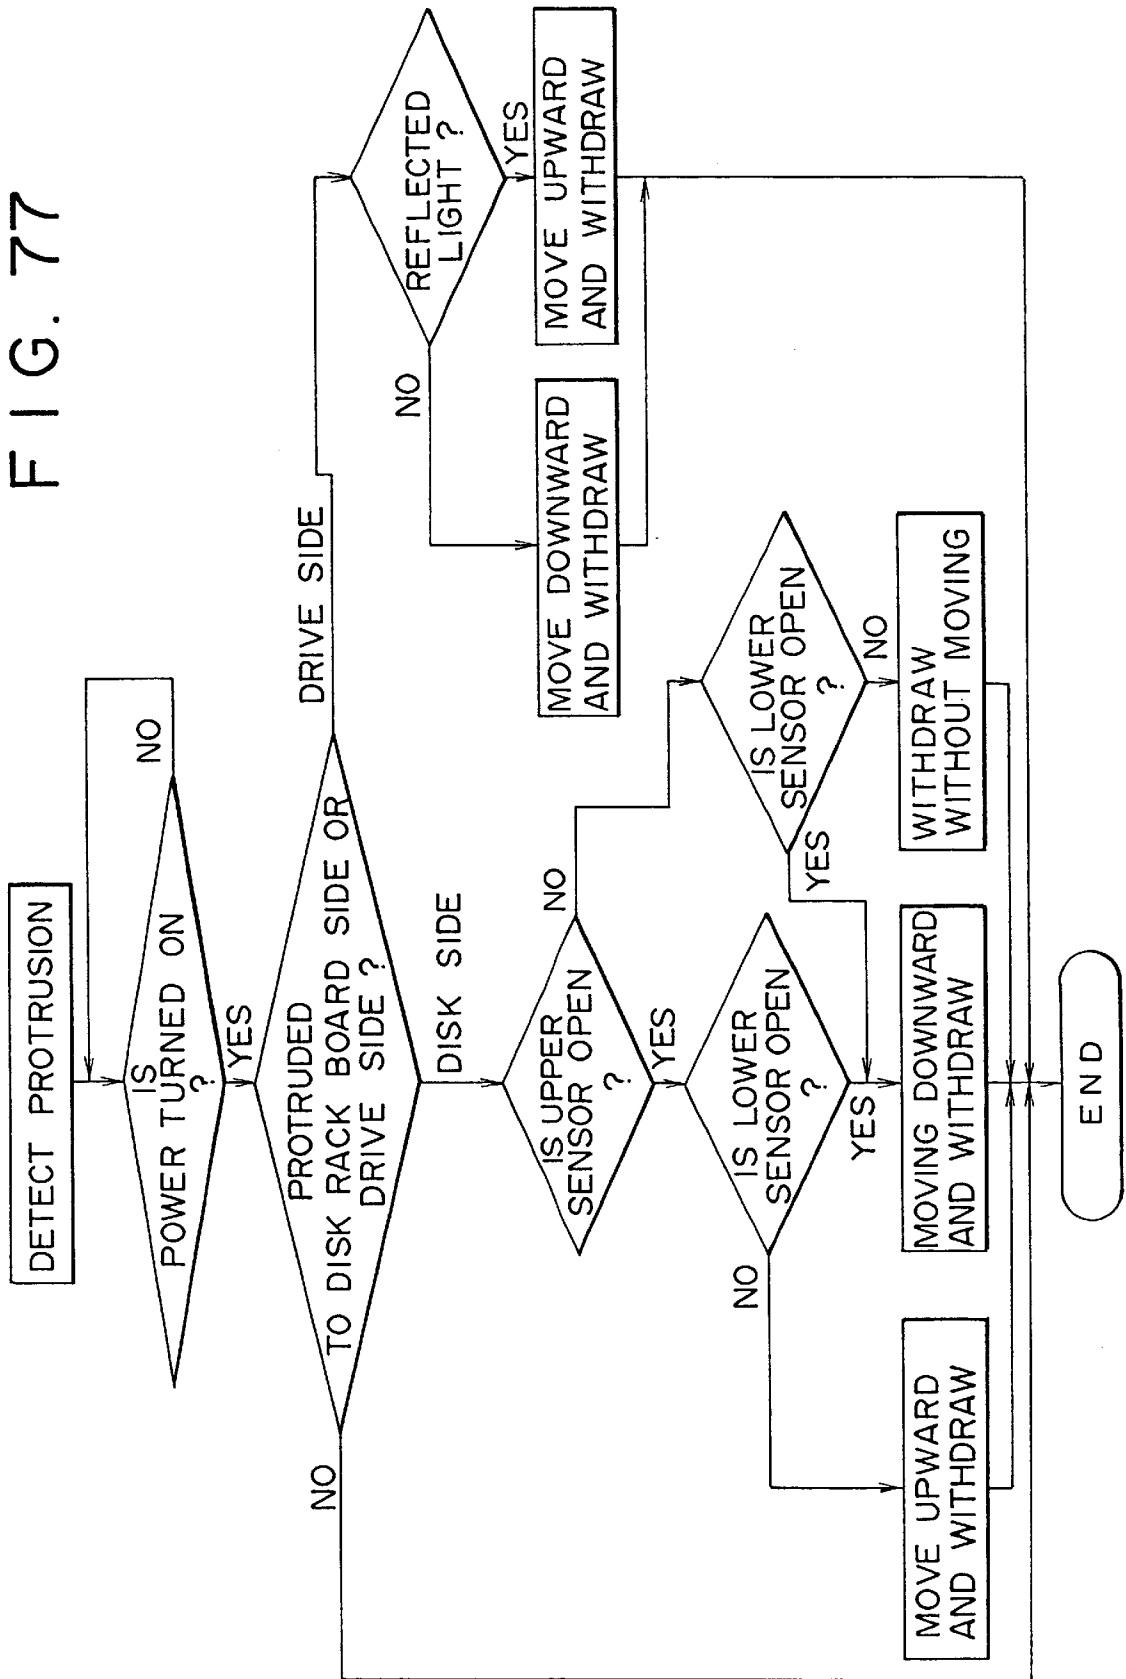 FIG. 77
DETECT PROTRUSION
IS
POWER TURNED ON
?
NO
YES
PROTRUDED
TO DISK RACK BOARD SIDE OR
DRIVE SIDE ?
NO
DRIVE SIDE
DISK SIDE
REFLECTED
LIGHT ?
NO
YES
MOVE DOWNWARD
AND WITHDRAW
MOVE UPWARD
AND WITHDRAW
IS UPPER
SENSOR OPEN
?
NO
YES
IS LOWER
SENSOR OPEN
?
NO
YES
IS LOWER
SENSOR OPEN
?
YES
NO
MOVE UPWARD
AND WITHDRAW
MOVING DOWNWARD
AND WITHDRAW
WITHDRAW
WITHOUT MOVING
END